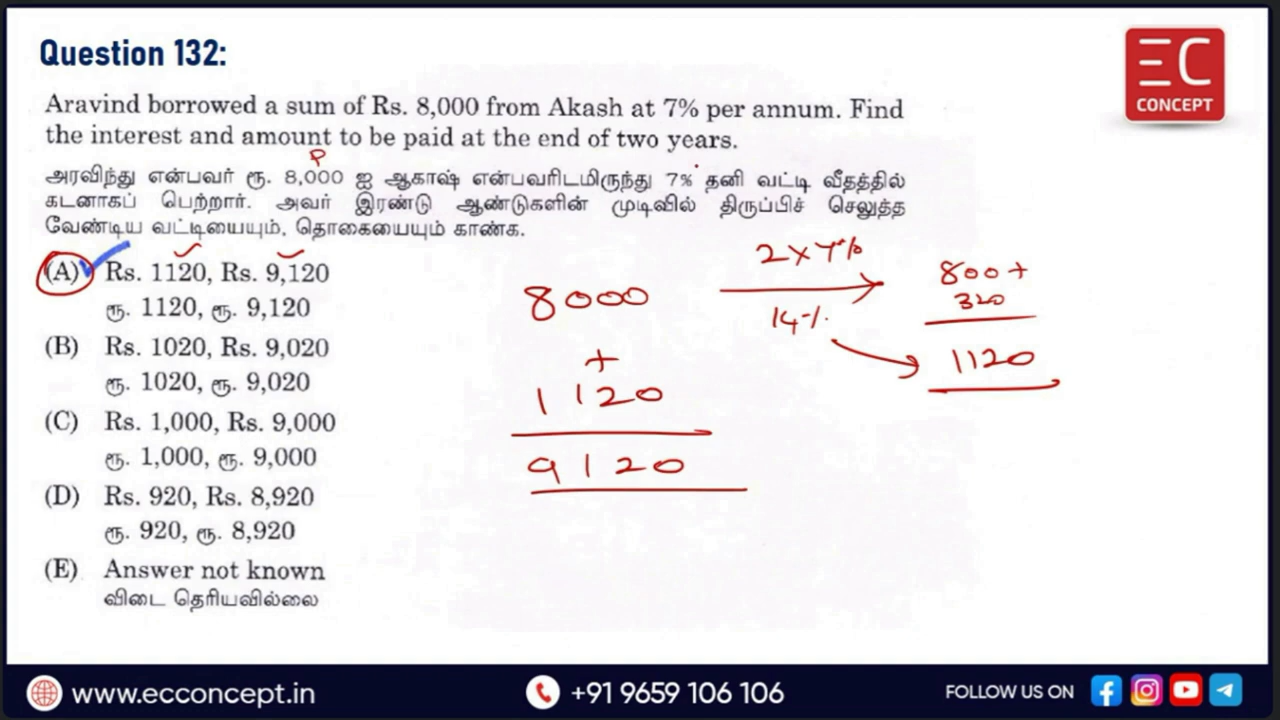 Question 132:
EC
CONCEPT
Aravind borrowed a sum of Rs. 8,000 from Akash at 7% per annum. Find
the interest and amount to be paid at the end of two years.
P
அரவிந்து என்பவர் ரூ. 8,000 ஐ ஆகாஷ் என்பவரிடமிருந்து 7% தனி வட்டி வீதத்தில்
கடனாகப் பெற்றார். அவர் இரண்டு ஆண்டுகளின் முடிவில் திருப்பிச் செலுத்த
வேண்டிய வட்டியையும், தொகையையும் காண்க.
(A) Rs. 1120, Rs. 9,120
ரூ. 1120, ரூ. 9,120
(B) Rs. 1020, Rs. 9,020
ரூ. 1020, ரூ. 9,020
(C) Rs. 1,000, Rs. 9,000
ரூ. 1,000, ரூ. 9,000
(D) Rs. 920, Rs. 8,920
ரூ. 920, ரூ. 8,920
(E) Answer not known
விடை தெரியவில்லை
8000
+
1120
9120
2 x 7%
14%
800 +
320
1120
www.ecconcept.in
+91 9659 106 106
FOLLOW US ON